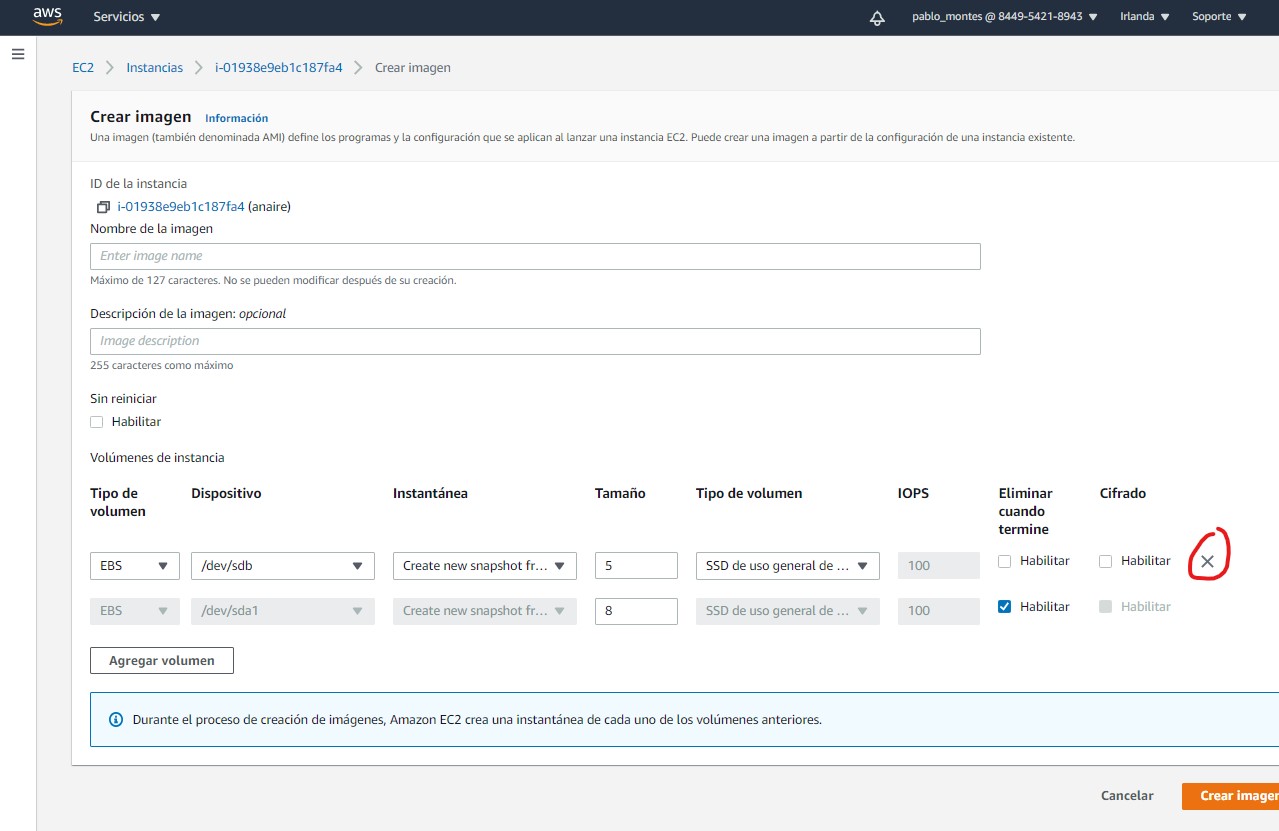 aws Servicios pablo_montes @ 8449-5421-8943 Irlanda Soporte
EC2 Instancias i-01938e9eb1c187fa4 Crear imagen
Crear imagen Información
Una imagen (también denominada AMI) define los programas y la configuración que se aplican al lanzar una instancia EC2. Puede crear una imagen a partir de la configuración de una instancia existente.
ID de la instancia
i-01938e9eb1c187fa4 (anaire)
Nombre de la imagen
Enter image name
Máximo de 127 caracteres. No se pueden modificar después de su creación.
Descripción de la imagen: opcional
Image description
255 caracteres como máximo
Sin reiniciar
Habilitar
Volúmenes de instancia
Tipo de volumen Dispositivo Instantánea Tamaño Tipo de volumen IOPS Eliminar cuando termine Cifrado
EBS /dev/sdb Create new snapshot fr... 5 SSD de uso general de ... 100 Habilitar Habilitar
EBS /dev/sda1 Create new snapshot fr... 8 SSD de uso general de ... 100 Habilitar Habilitar
Agregar volumen
Durante el proceso de creación de imágenes, Amazon EC2 crea una instantánea de cada uno de los volúmenes anteriores.
Cancelar Crear imagen